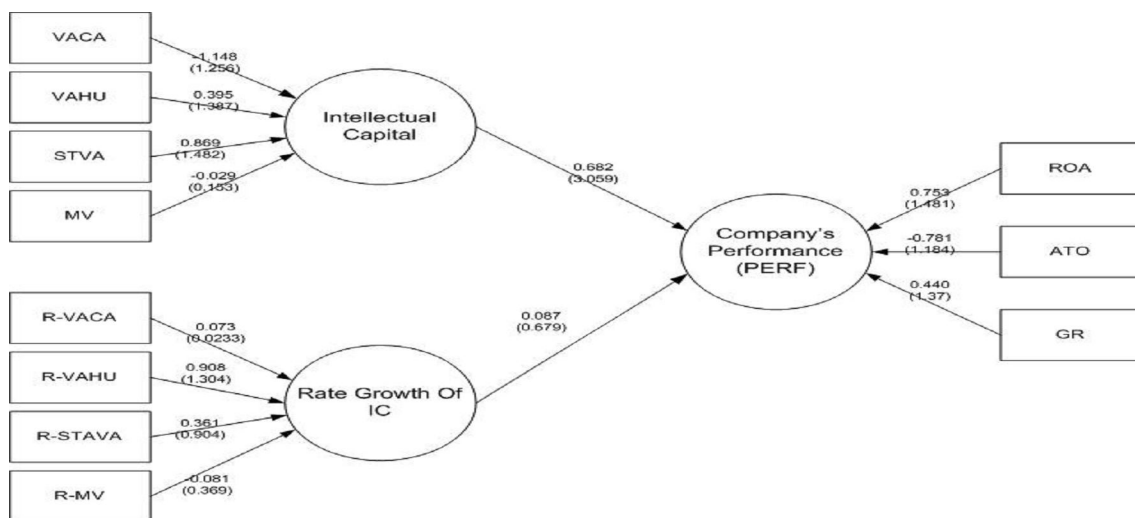 VACA
-1.148
(1.256)
VAHU
0.395
(1.387)
STVA
0.869
(1.482)
MV
-0.029
(0.153)
Intellectual
Capital
0.682
(3.059)
R-VACA
0.073
(0.0233)
R-VAHU
0.908
(1.304)
R-STAVA
0.361
(0.904)
R-MV
-0.081
(0.369)
Rate Growth Of
IC
0.087
(0.679)
Company's
Performance
(PERF)
ROA
0.753
(1.481)
ATO
-0.781
(1.184)
GR
0.440
(1.37)